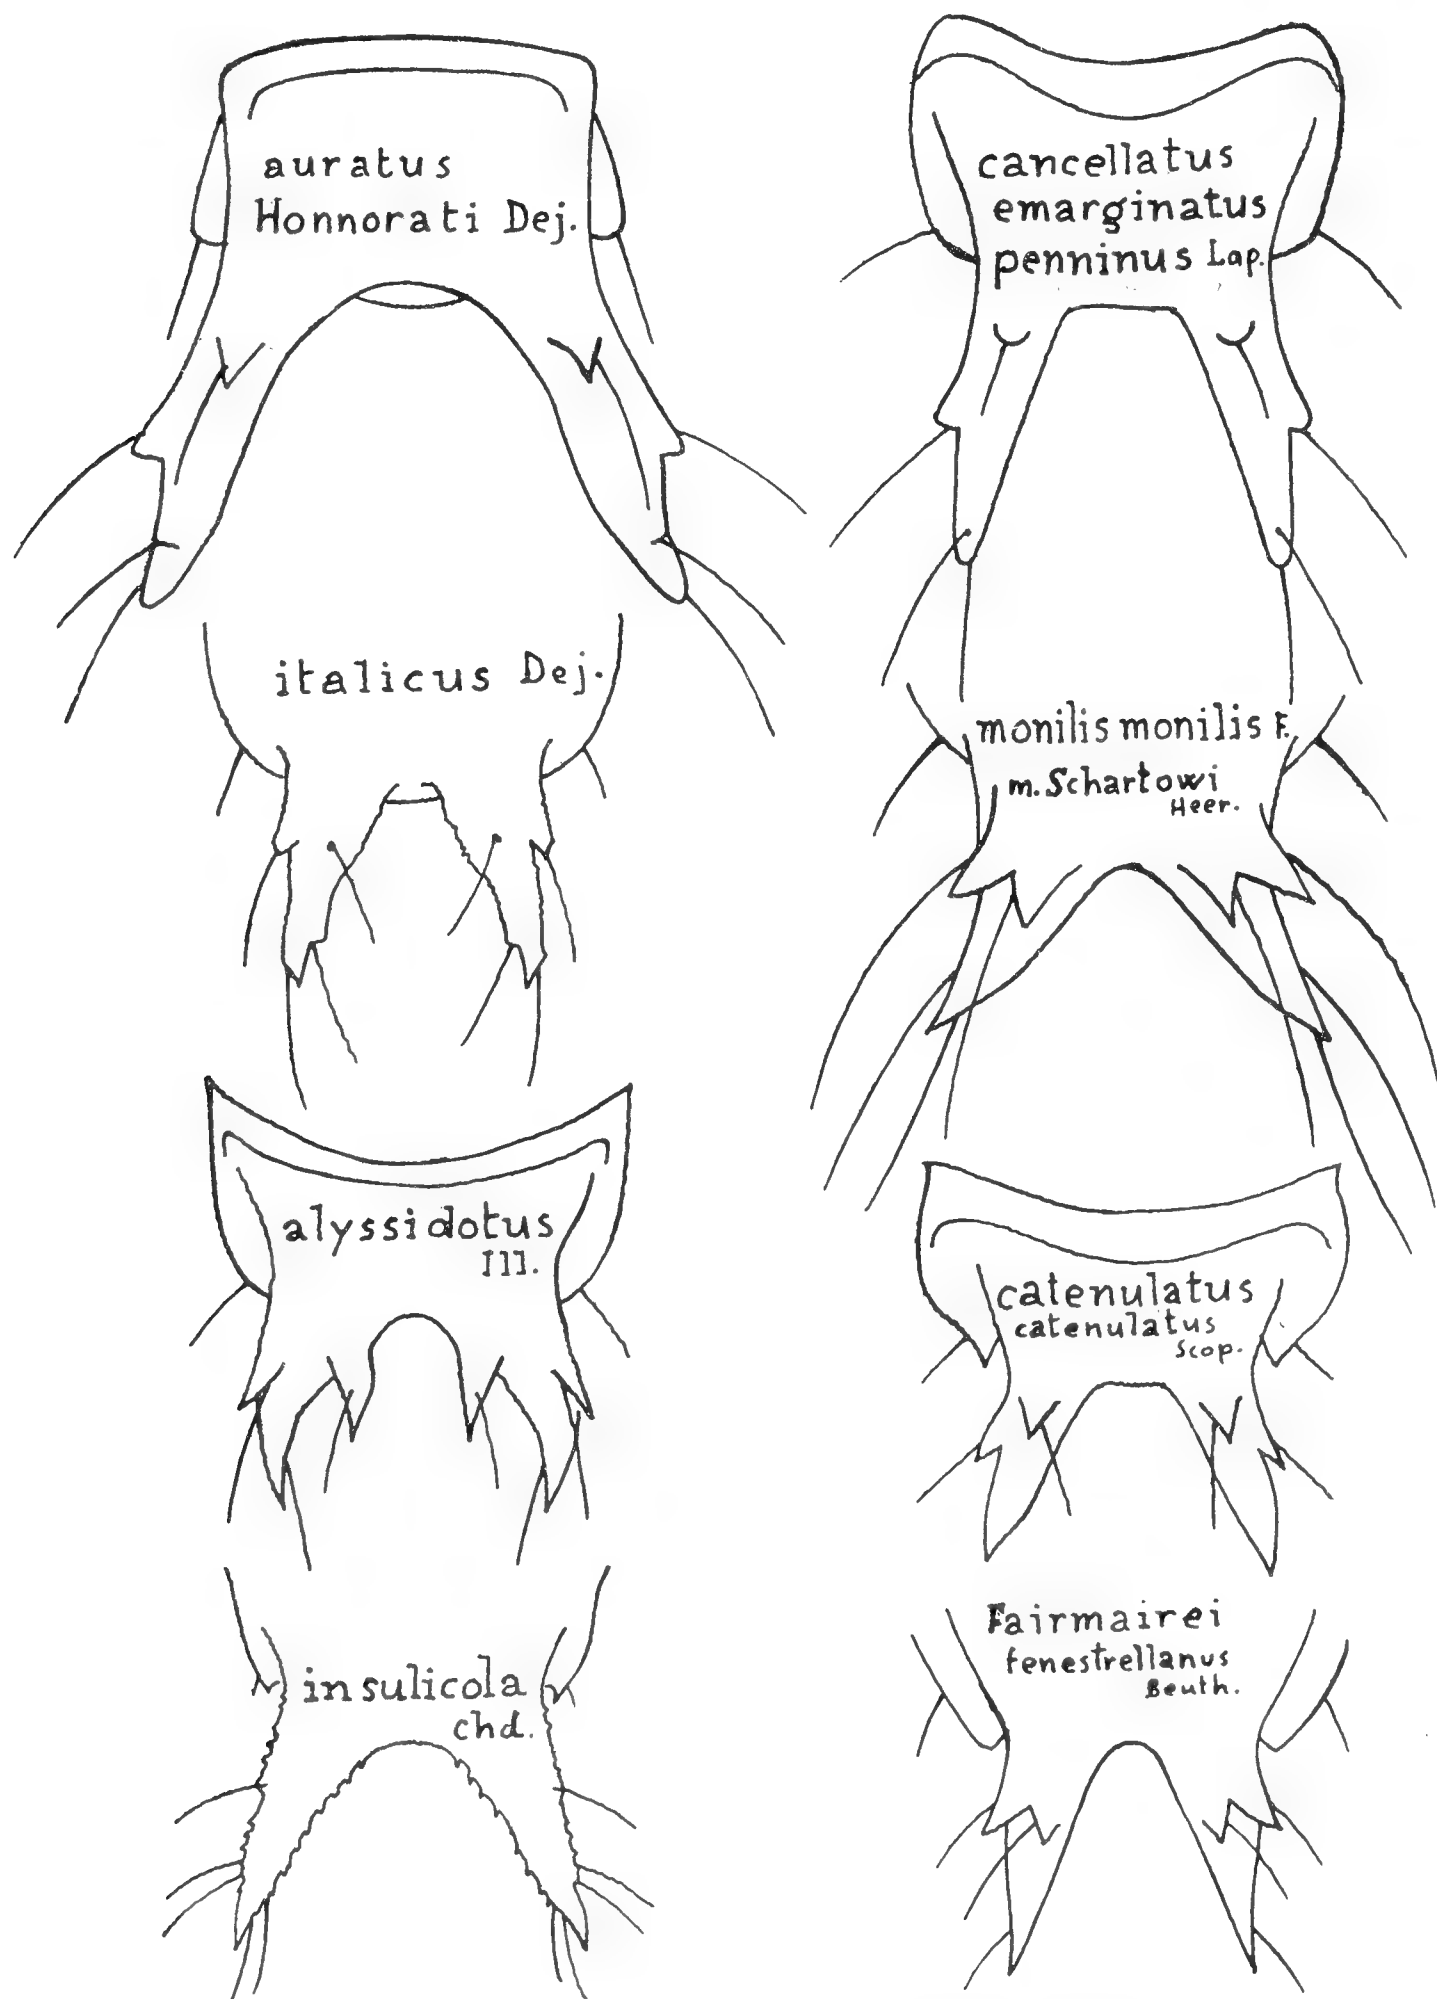 auratus
Honnorati Dej.
italicus Dej.
alyssidotus
Ill.
insulicola
chd.
cancellatus
emarginatus
penninus Lap.
monilis monilis F.
m. Schartowi
Heer.
catenulatus
catenulatus
Scop.
Fairmairei
fenestrellanus
Beuth.